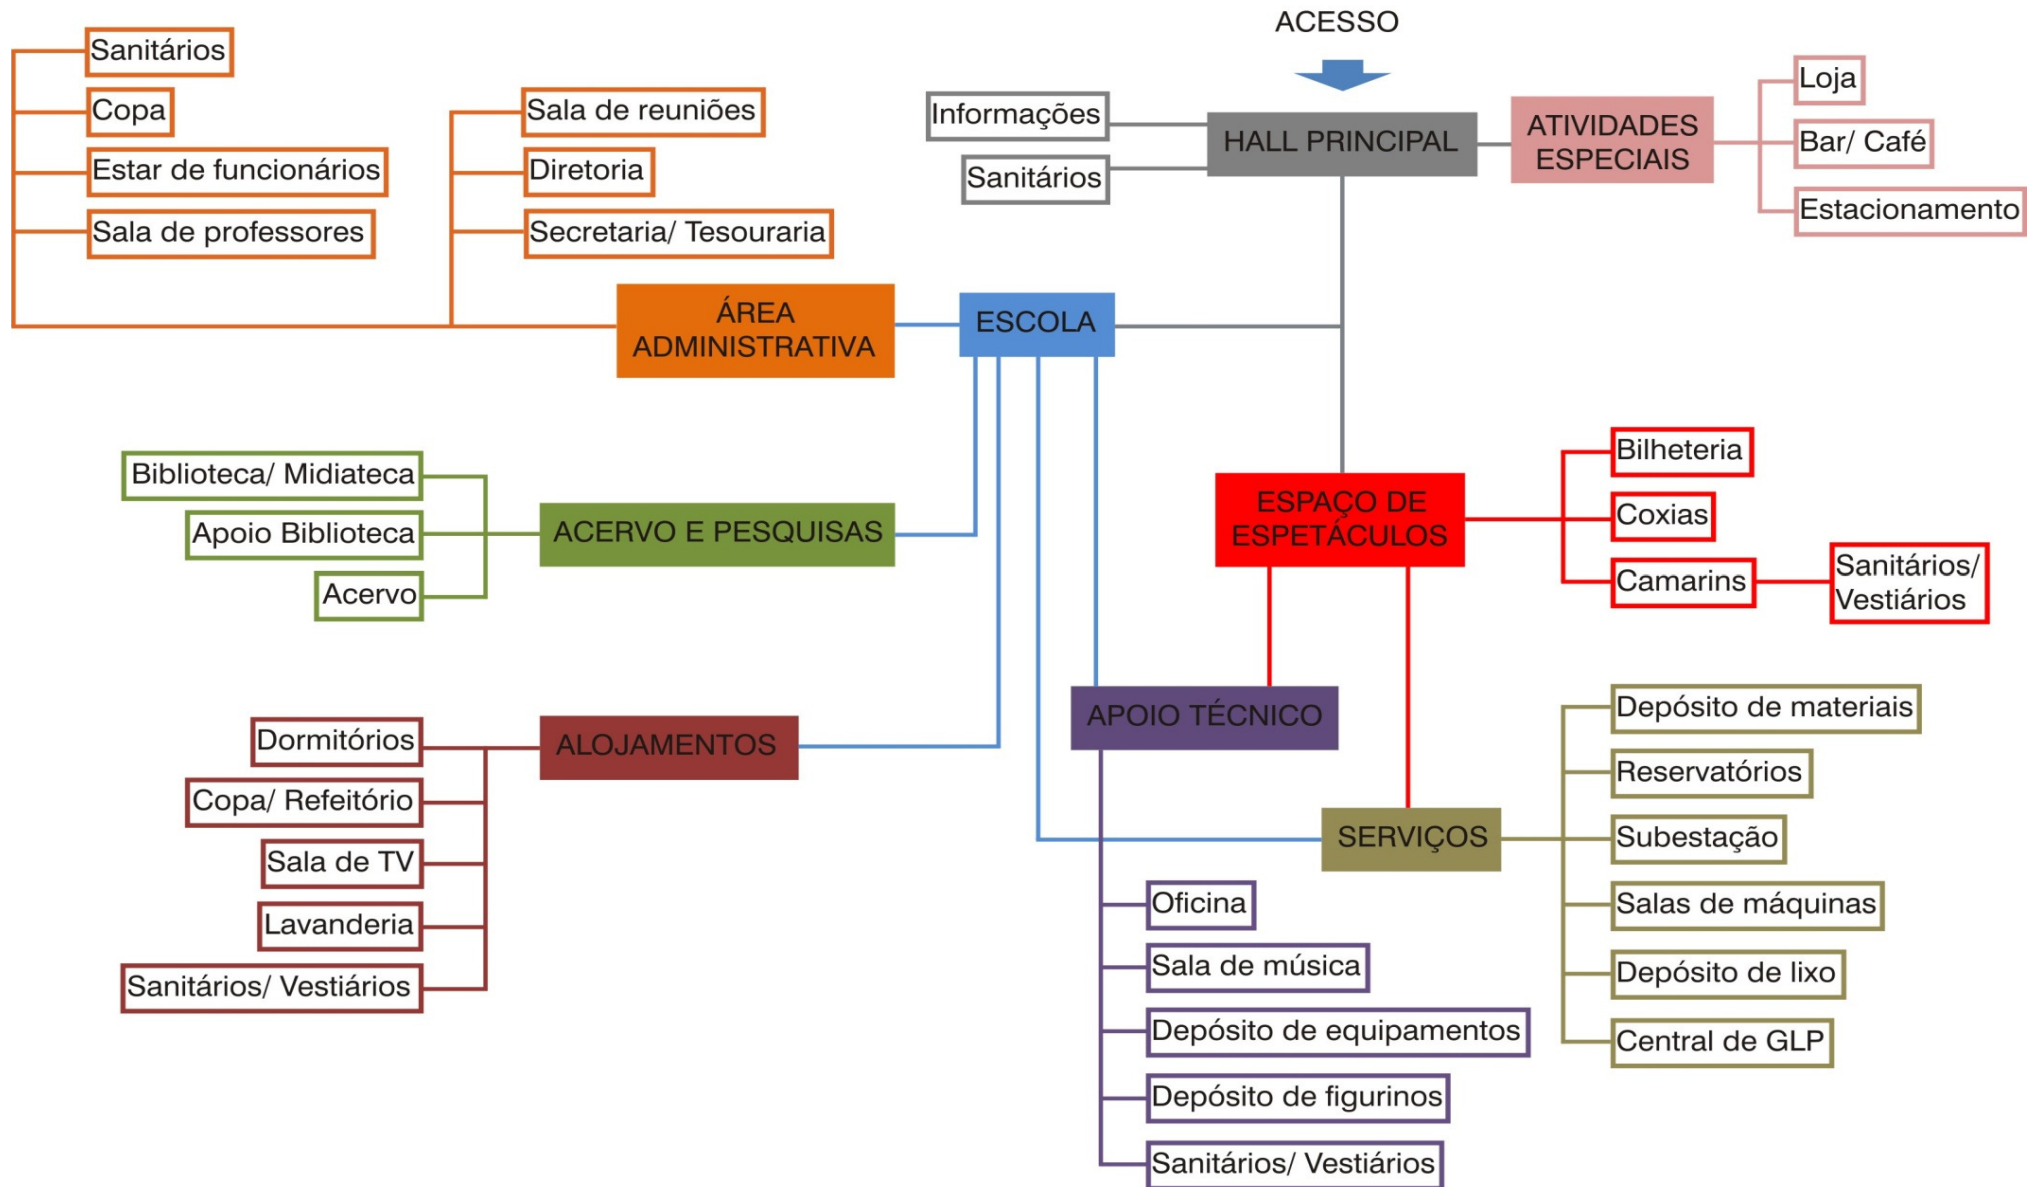 ACESSO
Sanitários
Copa
Estar de funcionários
Sala de professores
Sala de reuniões
Diretoria
Secretaria/ Tesouraria
Informações
Sanitários
HALL PRINCIPAL
ATIVIDADES
ESPECIAIS
Loja
Bar/ Café
Estacionamento
ÁREA
ADMINISTRATIVA
ESCOLA
Biblioteca/ Midiateca
Apoio Biblioteca
Acervo
ACERVO E PESQUISAS
ESPAÇO DE
ESPETÁCULOS
Bilheteria
Coxias
Camarins
Sanitários/
Vestiários
Dormitórios
Copa/ Refeitório
Sala de TV
Lavanderia
Sanitários/ Vestiários
ALOJAMENTOS
APOIO TÉCNICO
Oficina
Sala de música
Depósito de equipamentos
Depósito de figurinos
Sanitários/ Vestiários
SERVIÇOS
Depósito de materiais
Reservatórios
Subestação
Salas de máquinas
Depósito de lixo
Central de GLP